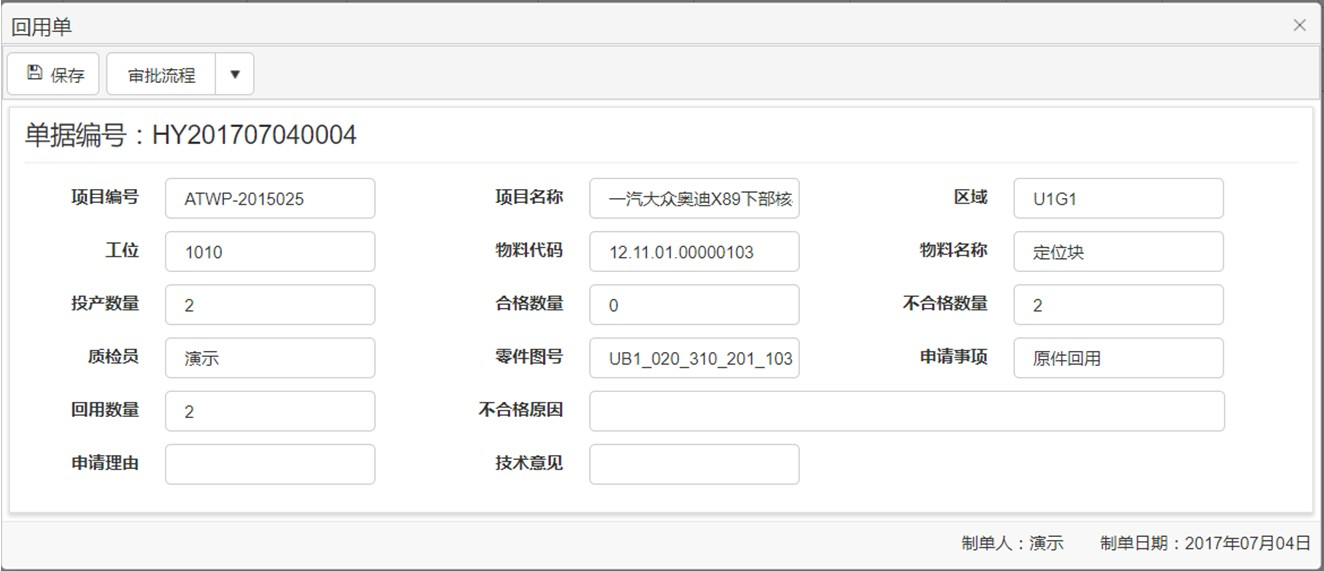 回用单
保存 审批流程
单据编号：HY201707040004
项目编号 ATWP-2015025 项目名称 一汽大众奥迪X89下部核 区域 U1G1
工位 1010 物料代码 12.11.01.00000103 物料名称 定位块
投产数量 2 合格数量 0 不合格数量 2
质检员 演示 零件图号 UB1_020_310_201_103 申请事项 原件回用
回用数量 2 不合格原因
申请理由 技术意见
制单人：演示 制单日期：2017年07月04日